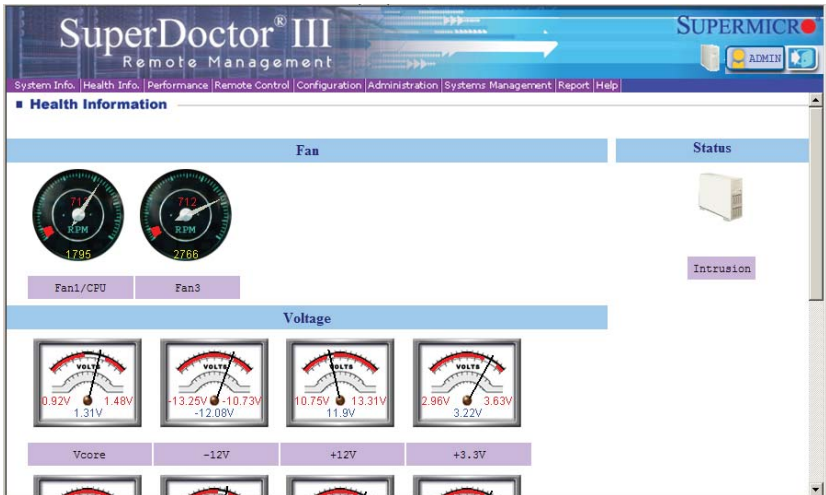 SuperDoctor® III
SUPERMICRO
Remote Management
ADMIN
System Info. | Health Info. | Performance | Remote Control | Configuration | Administration | Systems Management | Report | Help
Health Information
Fan Status
712 712
RPM RPM
1795 2766
Intrusion
Fan1/CPU Fan3
Voltage
VOLTS VOLTS VOLTS VOLTS
0.92V 1.48V -13.25V -10.73V 10.75V 13.31V 2.96V 3.63V
1.31V -12.08V 11.9V 3.22V
Vcore -12V +12V +3.3V